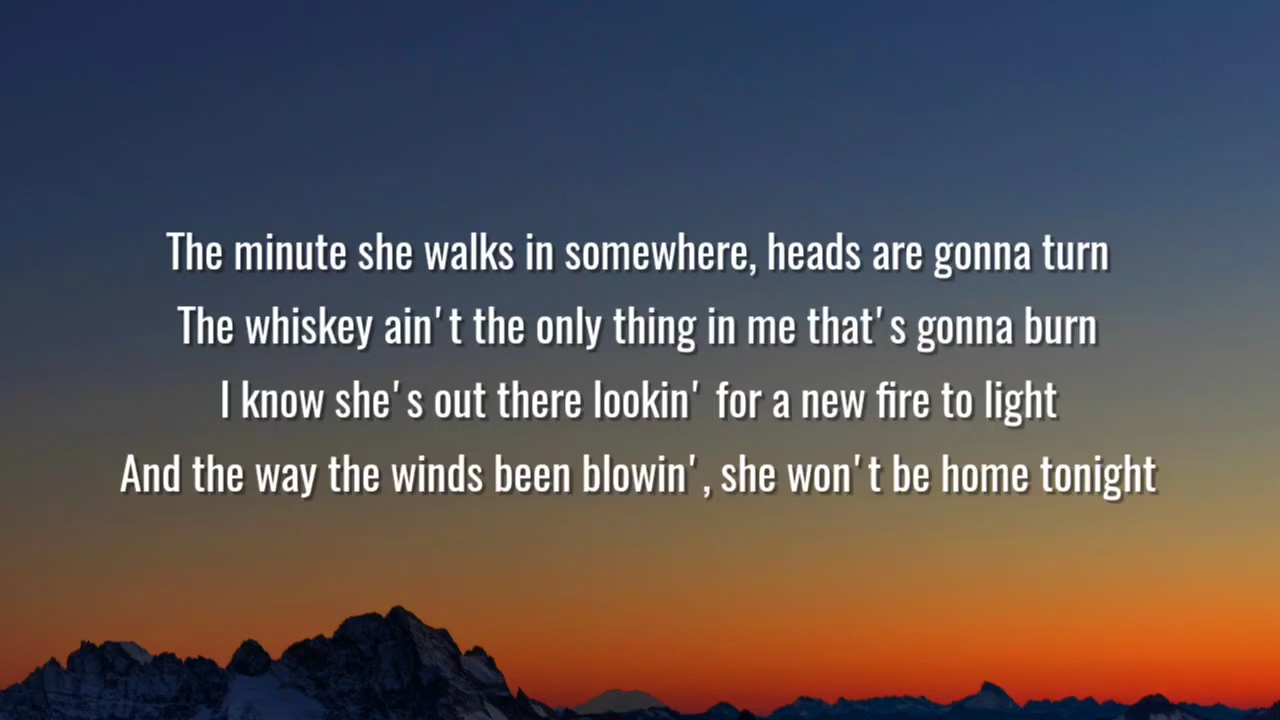 The minute she walks in somewhere, heads are gonna turn
The whiskey ain't the only thing in me that's gonna burn
I know she's out there lookin' for a new fire to light
And the way the winds been blowin', she won't be home tonight